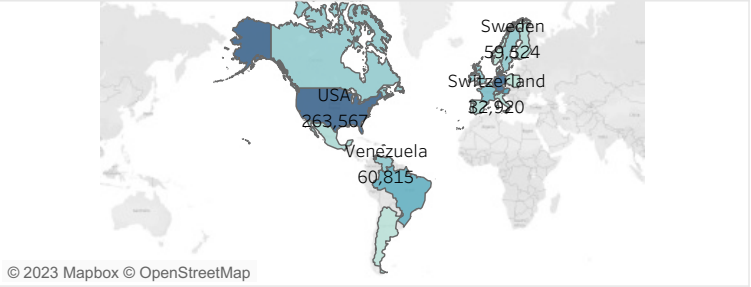 Sweden
59,524
Switzerland
32,920
USA
263,567
Venezuela
60,815
© 2023 Mapbox © OpenStreetMap